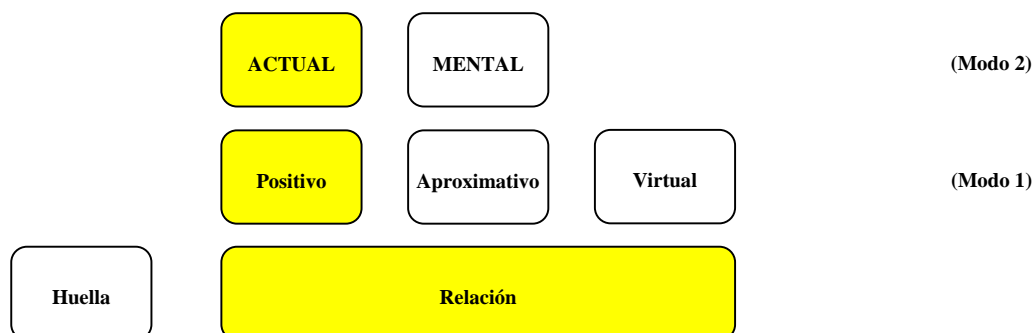 ACTUAL MENTAL (Modo 2)
Positivo Aproximativo Virtual (Modo 1)
Huella Relación